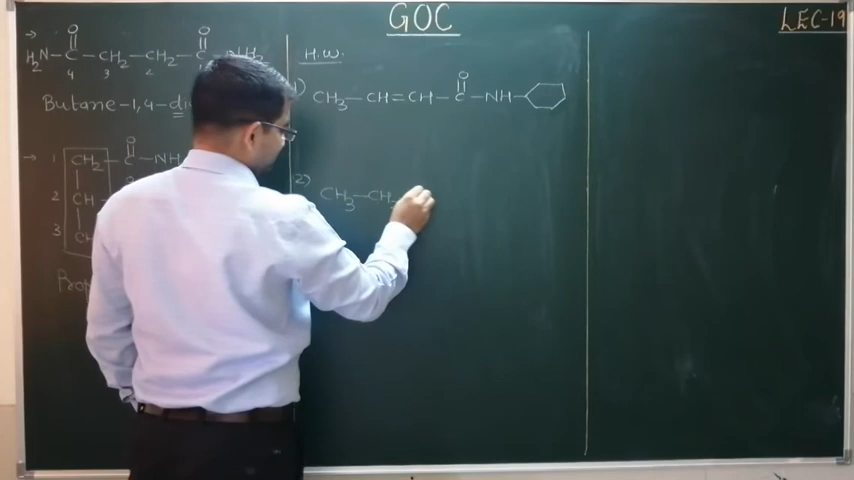 GOC
LEC-19
→
O O
H2N-C-CH2-CH2-C-NH2
4 3 2
Butane-1,4-di
→ 1 CH2-C-NH
O
2 CH-
3
Prop
H.W.
1) CH3-CH=CH-C-NH-
O
2) CH3-CH